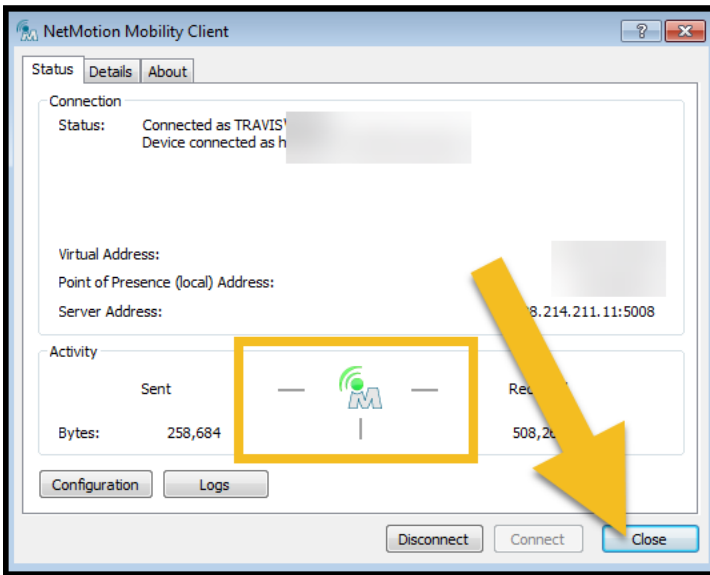 NetMotion Mobility Client
Status Details About
Connection
Status: Connected as TRAVIS\
Device connected as h
Virtual Address:
Point of Presence (local) Address:
Server Address: 8.214.211.11:5008
Activity
Sent
M
Bytes: 258,684 508,2
Configuration Logs
Disconnect Connect Close